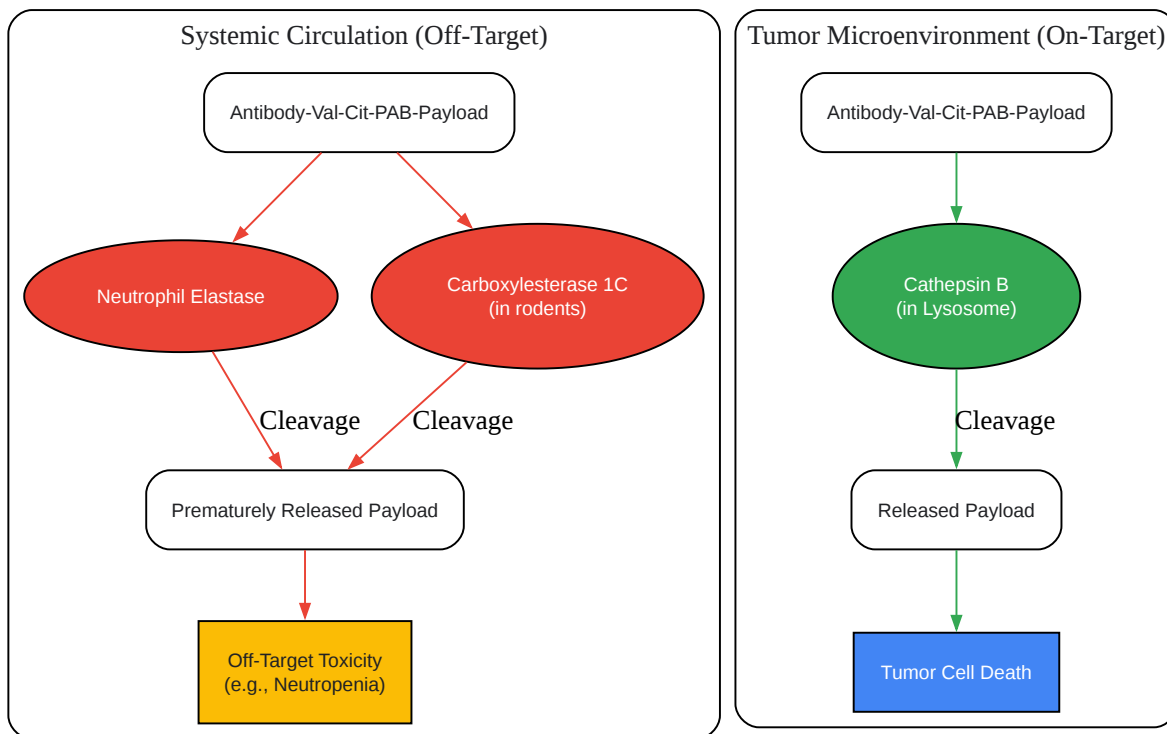 Systemic Circulation (Off-Target)
Antibody-Val-Cit-PAB-Payload
Neutrophil Elastase
Carboxylesterase 1C
(in rodents)
Cleavage
Cleavage
Prematurely Released Payload
Off-Target Toxicity
(e.g., Neutropenia)
Tumor Microenvironment (On-Target)
Antibody-Val-Cit-PAB-Payload
Cathepsin B
(in Lysosome)
Cleavage
Released Payload
Tumor Cell Death